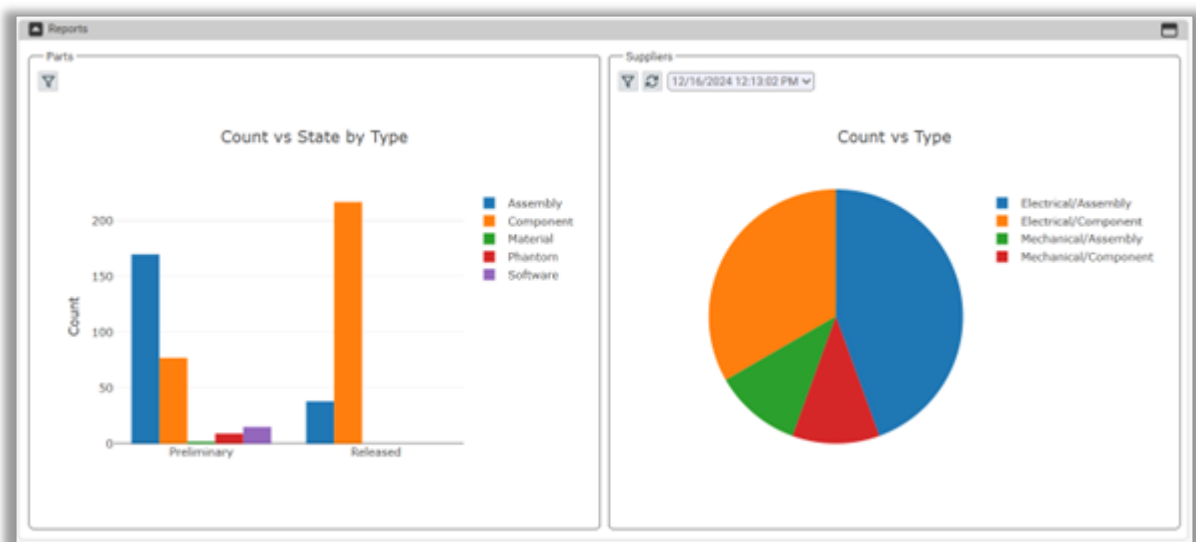 Reports
Parts
Count vs State by Type
Count
200
150
100
50
0
Preliminary
Released
Assembly
Component
Material
Phantom
Software
Suppliers
12/16/2024 12:13:02 PM
Count vs Type
Electrical/Assembly
Electrical/Component
Mechanical/Assembly
Mechanical/Component